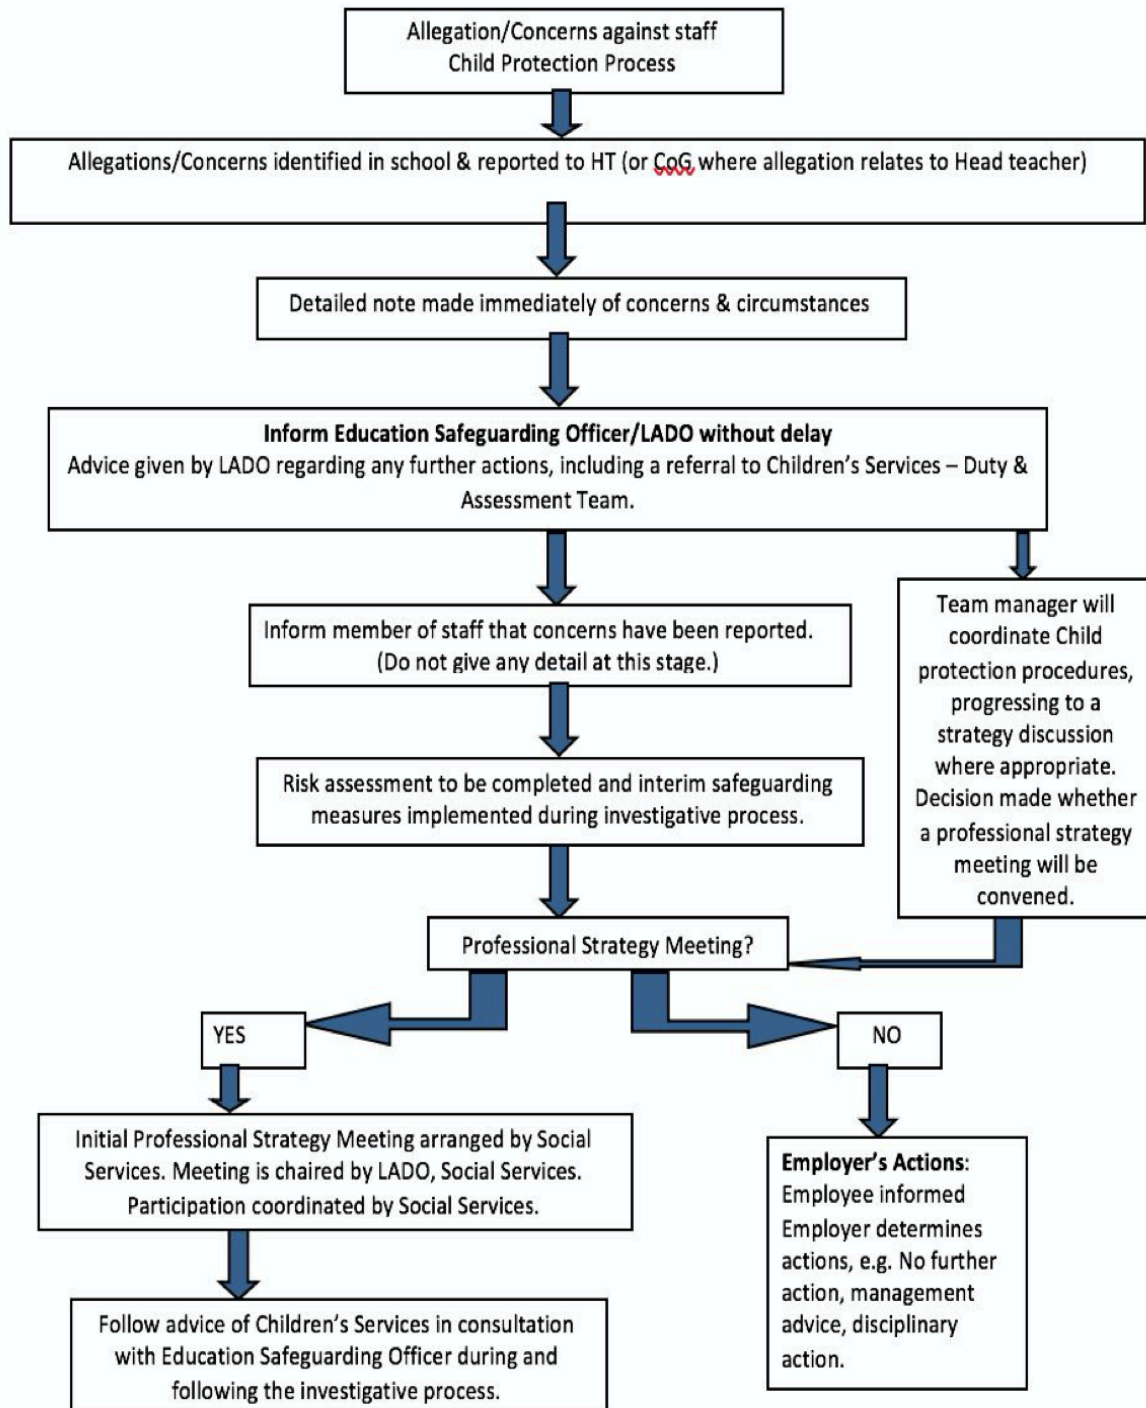 Allegation/Concerns against staff
Child Protection Process
Allegations/Concerns identified in school & reported to HT (or CoG where allegation relates to Head teacher)
Detailed note made immediately of concerns & circumstances
Inform Education Safeguarding Officer/LADO without delay
Advice given by LADO regarding any further actions, including a referral to Children's Services – Duty &
Assessment Team.
Inform member of staff that concerns have been reported.
(Do not give any detail at this stage.)
Team manager will
coordinate Child
protection procedures,
progressing to a
strategy discussion
where appropriate.
Decision made whether
a professional strategy
meeting will be
convened.
Risk assessment to be completed and interim safeguarding
measures implemented during investigative process.
Professional Strategy Meeting?
YES
NO
Initial Professional Strategy Meeting arranged by Social
Services. Meeting is chaired by LADO, Social Services.
Participation coordinated by Social Services.
Employer's Actions:
Employee informed
Employer determines
actions, e.g. No further
action, management
advice, disciplinary
action.
Follow advice of Children's Services in consultation
with Education Safeguarding Officer during and
following the investigative process.